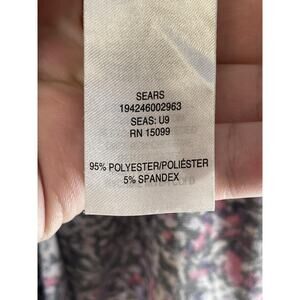 SEARS
194246002963
SEAS: U9
RN 15099
95% POLYESTER/POLIÉSTER
5% SPANDEX